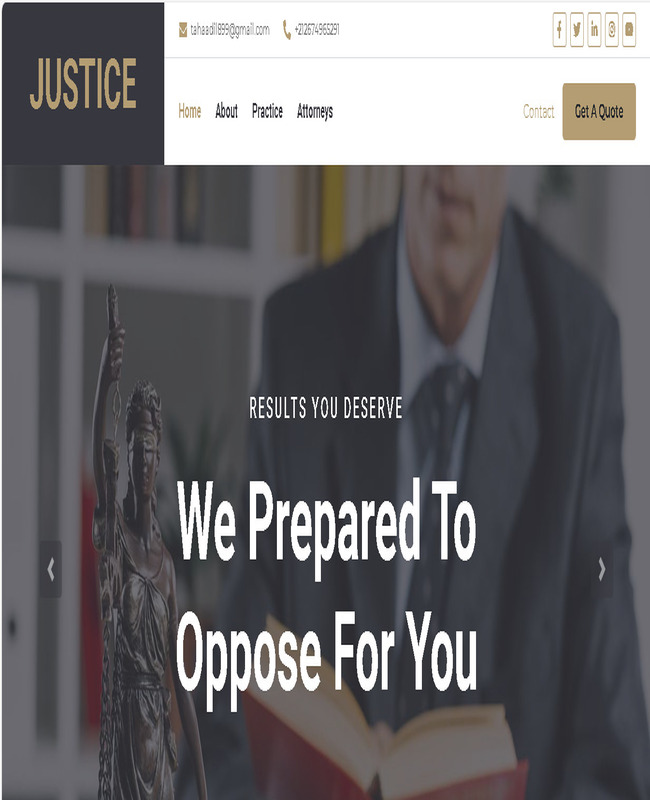 JUSTICE
tahaadil1899@gmail.com +212674965291
Home About Practice Attorneys Contact Get A Quote
RESULTS YOU DESERVE
We Prepared To
Oppose For You